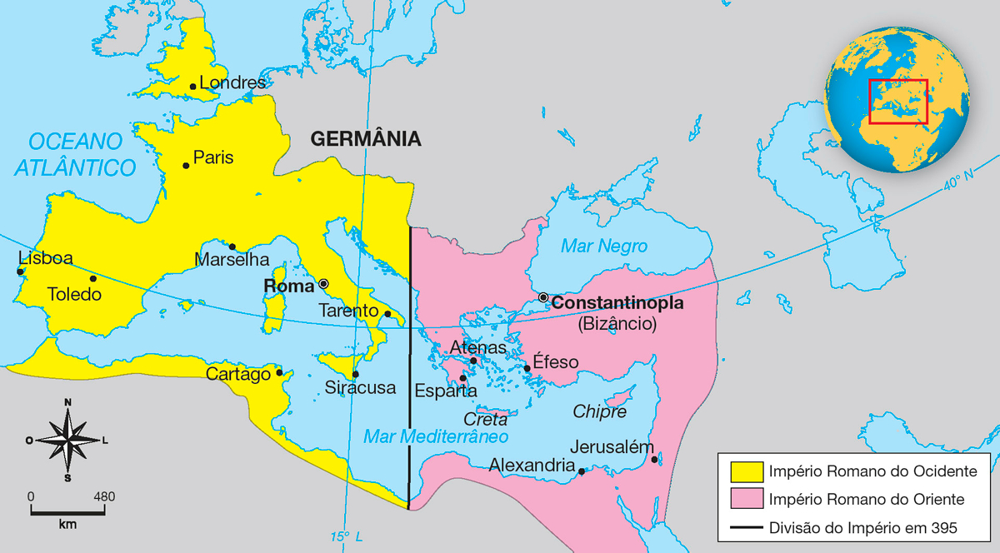 Londres
OCEANO
ATLÂNTICO
GERMÂNIA
Paris
40° N
Lisboa
Marselha
Toledo
Roma
Tarento
Mar Negro
Constantinopla
(Bizâncio)
Atenas
Éfeso
Cartago
Siracusa
Esparta
Creta
Chipre
Mar Mediterrâneo
Jerusalém
Alexandria
N
O
L
S
0 480
km
15° L
Império Romano do Ocidente
Império Romano do Oriente
Divisão do Império em 395